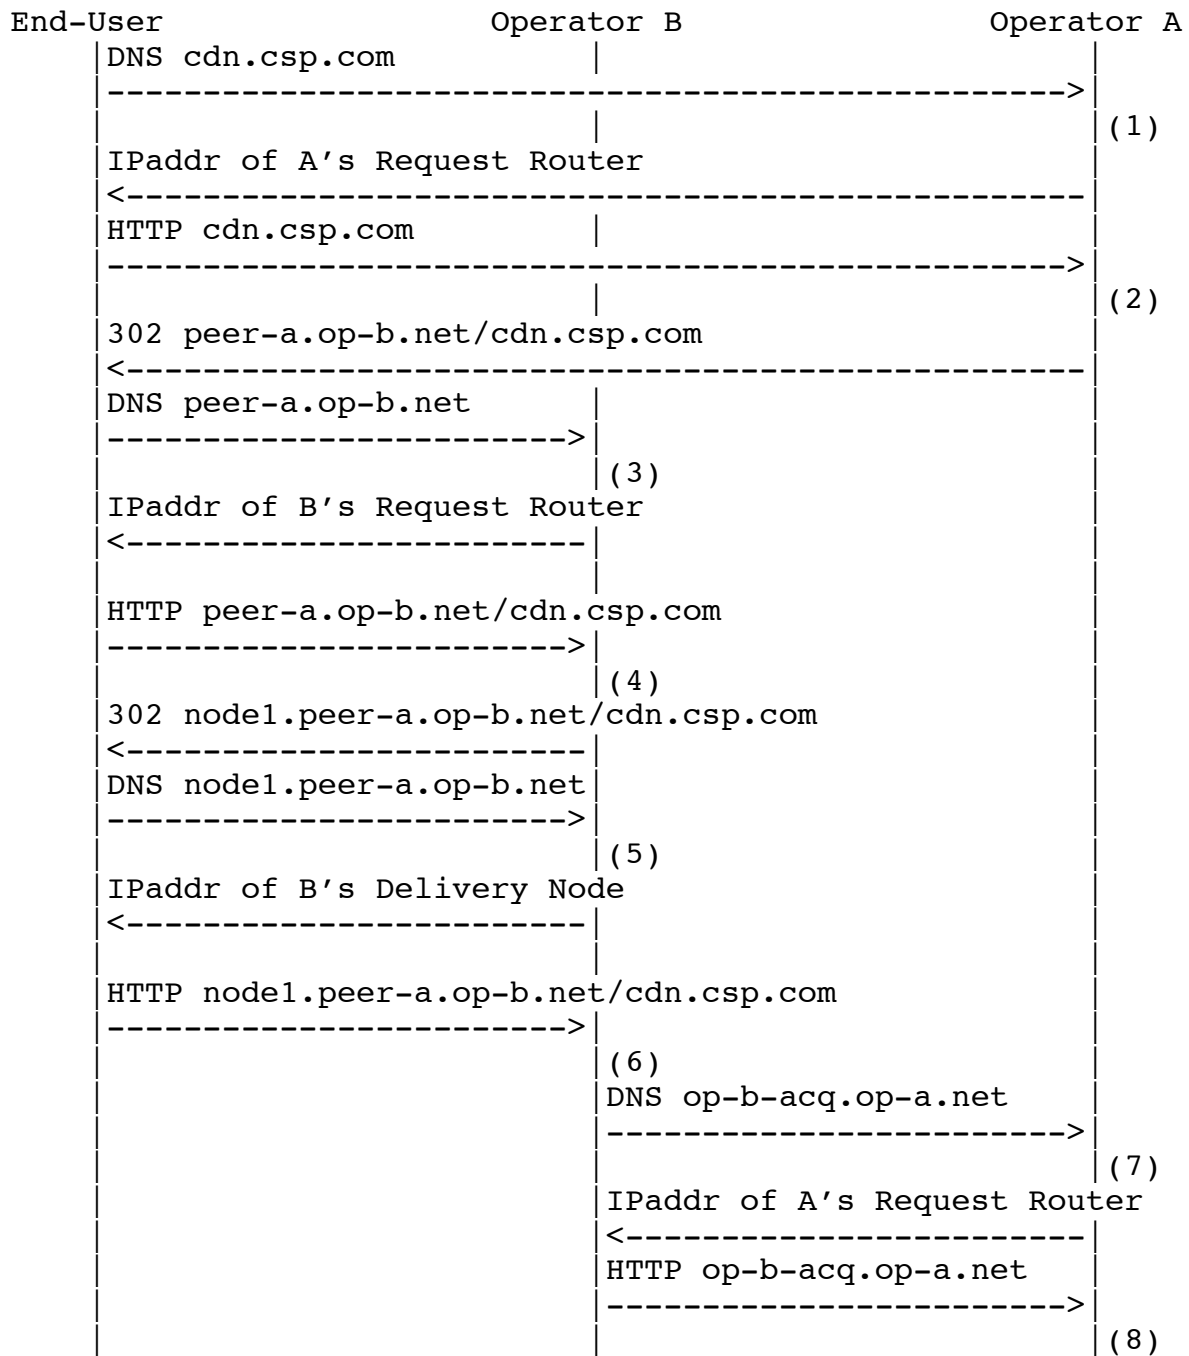 End-User Operator B Operator A
|DNS cdn.csp.com | |
|-------------------------------------------------->|
| | |(1)
|IPaddr of A’s Request Router |
|<--------------------------------------------------|
|HTTP cdn.csp.com | |
|-------------------------------------------------->|
| | |(2)
|302 peer-a.op-b.net/cdn.csp.com |
|<--------------------------------------------------|
|DNS peer-a.op-b.net | |
|------------------------>| |
| |(3) |
|IPaddr of B’s Request Router |
|<------------------------| |
| | |
|HTTP peer-a.op-b.net/cdn.csp.com |
|------------------------>| |
| |(4) |
|302 node1.peer-a.op-b.net/cdn.csp.com |
|<------------------------| |
|DNS node1.peer-a.op-b.net| |
|------------------------>| |
| |(5) |
|IPaddr of B’s Delivery Node |
|<------------------------| |
| | |
|HTTP node1.peer-a.op-b.net/cdn.csp.com |
|------------------------>| |
| |(6) |
| |DNS op-b-acq.op-a.net |
| |------------------------>|
| | |(7)
| |IPaddr of A’s Request Router
| |<------------------------|
| |HTTP op-b-acq.op-a.net |
| |------------------------>|
| | |(8)